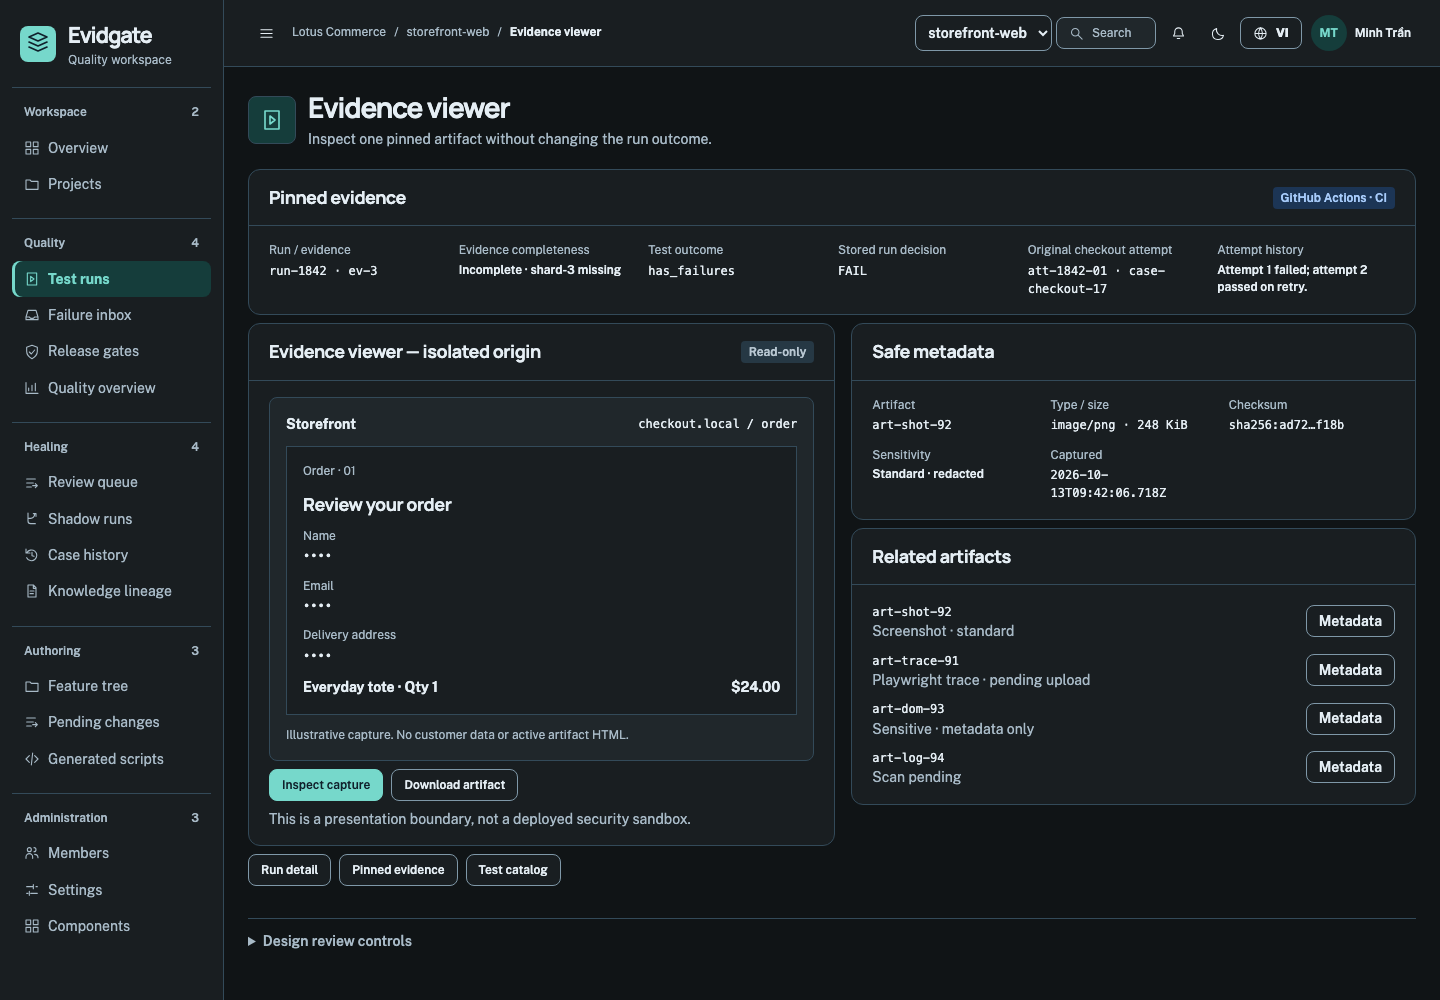 Evidgate
Quality workspace
Workspace 2
Overview
Projects
Quality 4
Test runs
Failure inbox
Release gates
Quality overview
Healing 4
Review queue
Shadow runs
Case history
Knowledge lineage
Authoring 3
Feature tree
Pending changes
Generated scripts
Administration 3
Members
Settings
Components
Lotus Commerce / storefront-web / Evidence viewer
storefront-web
Search
VI
MT Minh Trần
Evidence viewer
Inspect one pinned artifact without changing the run outcome.
Pinned evidence
GitHub Actions · CI
Run / evidence
run-1842 · ev-3
Evidence completeness
Incomplete · shard-3 missing
Test outcome
has_failures
Stored run decision
FAIL
Original checkout attempt
att-1842-01 · case-
checkout-17
Attempt history
Attempt 1 failed; attempt 2
passed on retry.
Evidence viewer — isolated origin
Read-only
Storefront
checkout.local / order
Order · 01
Review your order
Name
••••
Email
••••
Delivery address
••••
Everyday tote · Qty 1 $24.00
Illustrative capture. No customer data or active artifact HTML.
Inspect capture
Download artifact
This is a presentation boundary, not a deployed security sandbox.
Run detail
Pinned evidence
Test catalog
Safe metadata
Artifact
art-shot-92
Type / size
image/png · 248 KiB
Checksum
sha256:ad72…f18b
Sensitivity
Standard · redacted
Captured
2026-10-
13T09:42:06.718Z
Related artifacts
art-shot-92
Screenshot · standard
Metadata
art-trace-91
Playwright trace · pending upload
Metadata
art-dom-93
Sensitive · metadata only
Metadata
art-log-94
Scan pending
Metadata
Design review controls